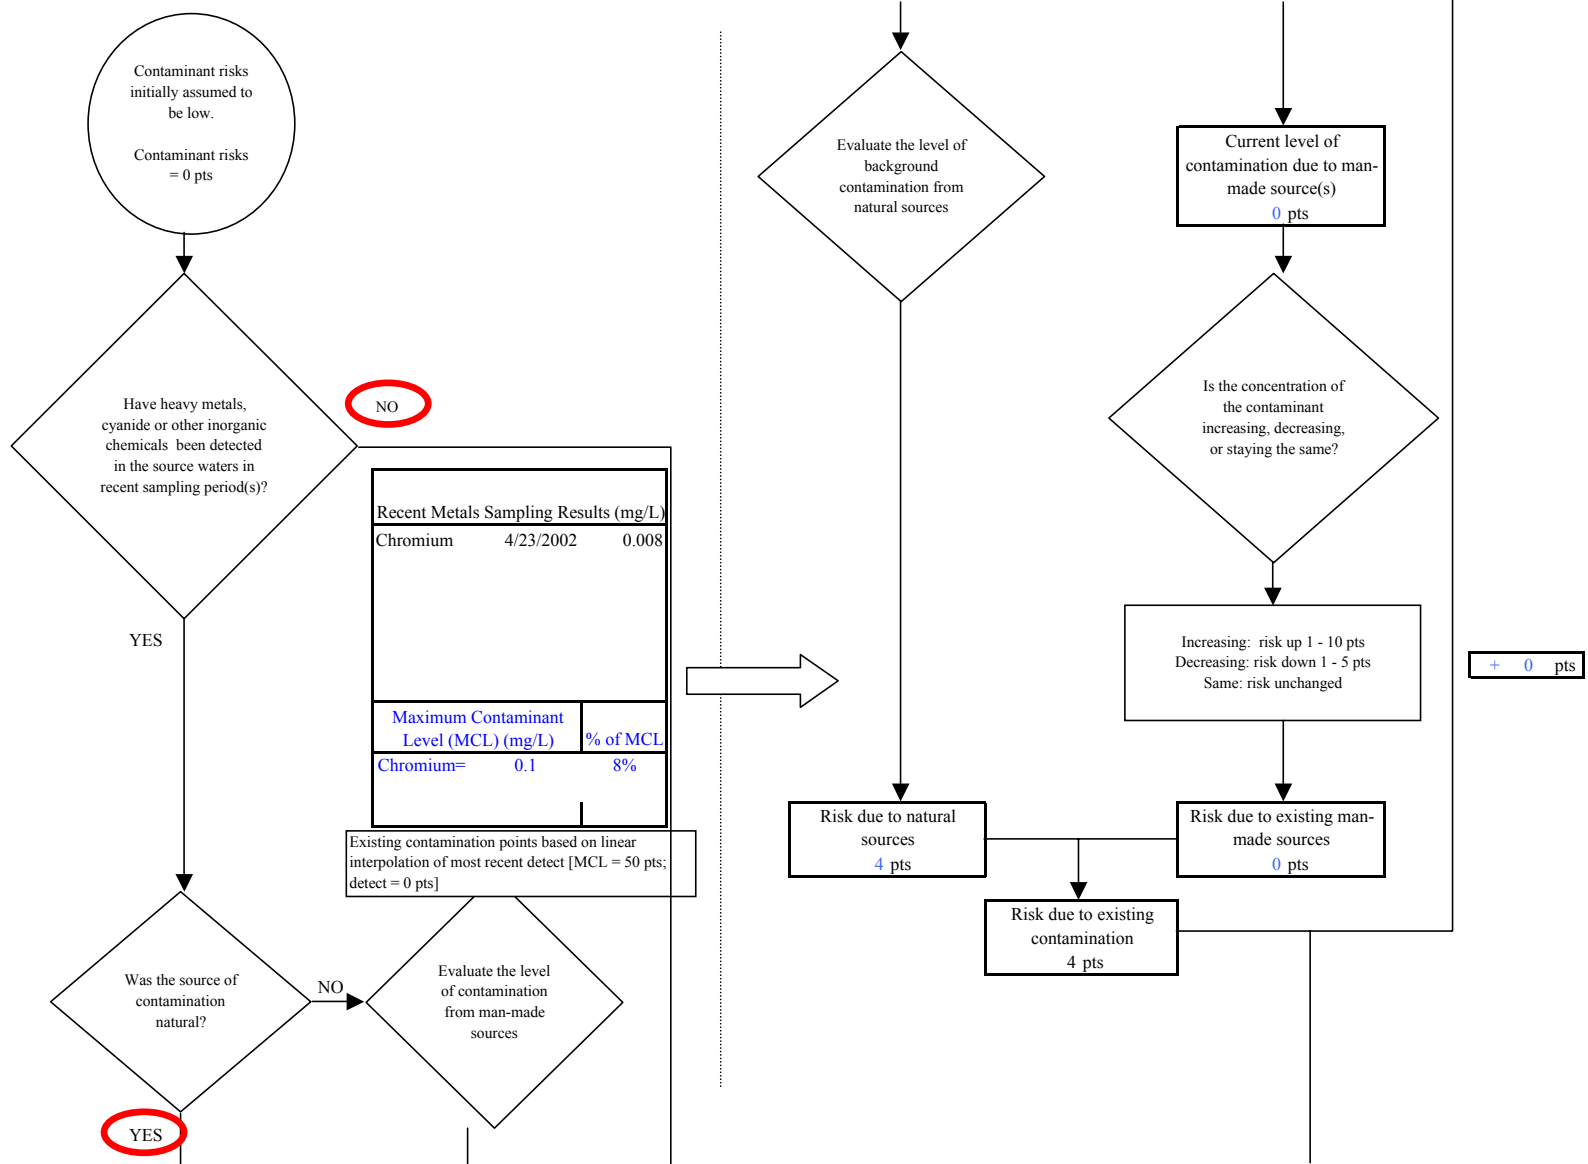 Contaminant risks
initially assumed to
be low.
Contaminant risks
= 0 pts
Have heavy metals,
cyanide or other inorganic
chemicals been detected
in the source waters in
recent sampling period(s)?
NO
YES
Recent Metals Sampling Results (mg/L)
Chromium 4/23/2002 0.008
Maximum Contaminant
Level (MCL) (mg/L) % of MCL
Chromium= 0.1 8%
Existing contamination points based on linear
interpolation of most recent detect [MCL = 50 pts;
detect = 0 pts]
Was the source of
contamination
natural?
NO
YES
Evaluate the level
of contamination
from man-made
sources
Evaluate the level of
background
contamination from
natural sources
Current level of
contamination due to man-
made source(s)
0 pts
Is the concentration of
the contaminant
increasing, decreasing,
or staying the same?
Increasing: risk up 1 - 10 pts
Decreasing: risk down 1 - 5 pts
Same: risk unchanged
+ 0 pts
Risk due to natural
sources
4 pts
Risk due to existing man-
made sources
0 pts
Risk due to existing
contamination
4 pts